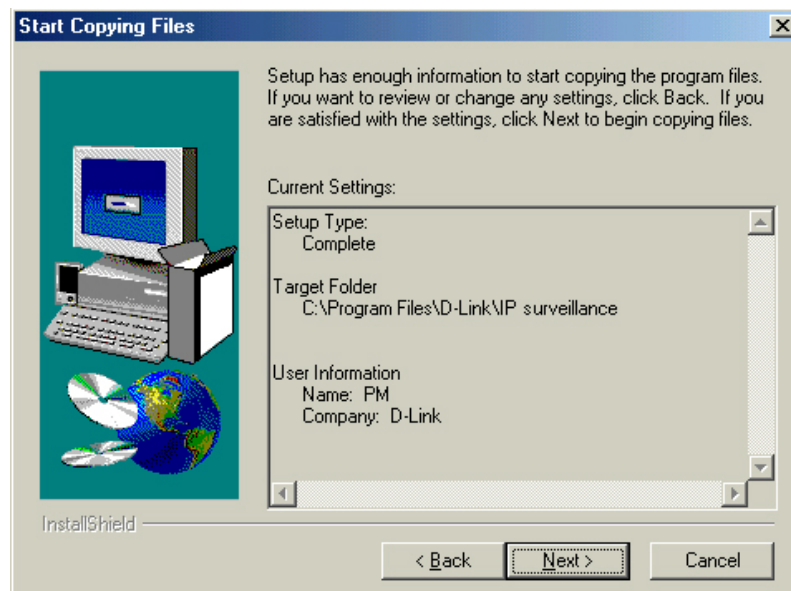 Start Copying Files
Setup has enough information to start copying the program files.
If you want to review or change any settings, click Back. If you
are satisfied with the settings, click Next to begin copying files.
Current Settings:
Setup Type:
Complete
Target Folder
C:\Program Files\D-Link\IP surveillance
User Information
Name: PM
Company: D-Link
InstallShield
< Back
Next >
Cancel